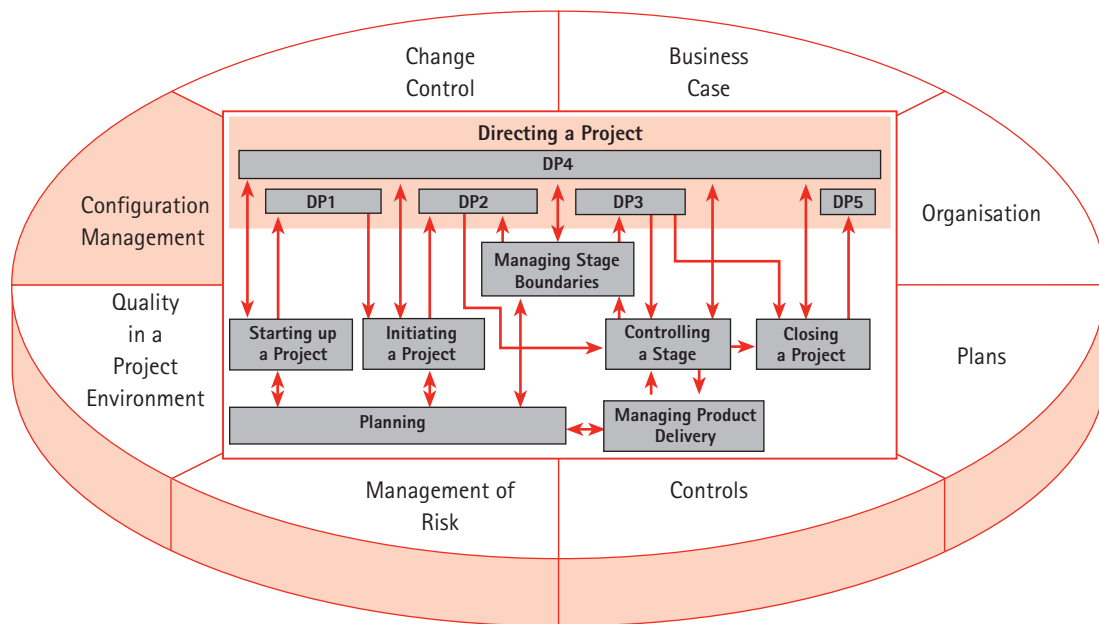 Change
Control
Business
Case
Directing a Project
DP4
DP1
DP2
DP3
DP5
Configuration
Management
Organisation
Managing Stage
Boundaries
Quality
in a
Project
Environment
Starting up
a Project
Initiating
a Project
Controlling
a Stage
Closing
a Project
Plans
Planning
Managing Product
Delivery
Management of
Risk
Controls